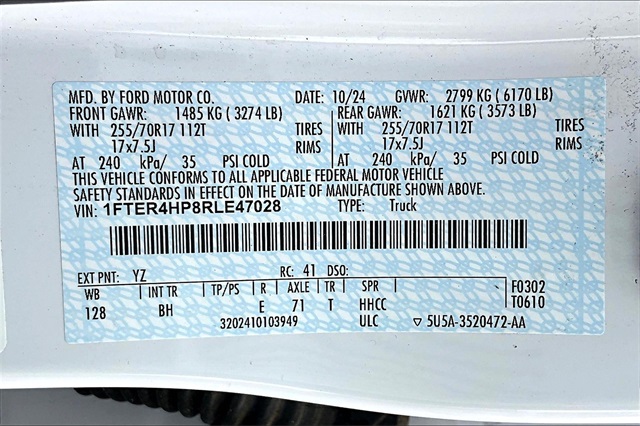 MFD. BY FORD MOTOR CO. DATE: 10/24 GVWR: 2799 KG ( 6170 LB)
FRONT GAWR: 1485 KG ( 3274 LB) REAR GAWR: 1621 KG ( 3573 LB)
WITH 255/70R17 112T TIRES WITH 255/70R17 112T TIRES
17x7.5J RIMS 17x7.5J RIMS
AT 240 kPa/ 35 PSI COLD AT 240 kPa/ 35 PSI COLD
THIS VEHICLE CONFORMS TO ALL APPLICABLE FEDERAL MOTOR VEHICLE
SAFETY STANDARDS IN EFFECT ON THE DATE OF MANUFACTURE SHOWN ABOVE.
VIN: 1FTER4HP8RLE47028 TYPE: Truck
EXT PNT: YZ RC: 41 DSO:
WB INT TR TP/PS R AXLE TR SPR F0302
128 BH E 71 T HHCC T0610
3202410103949 ULC ▽ 5U5A-3520472-AA